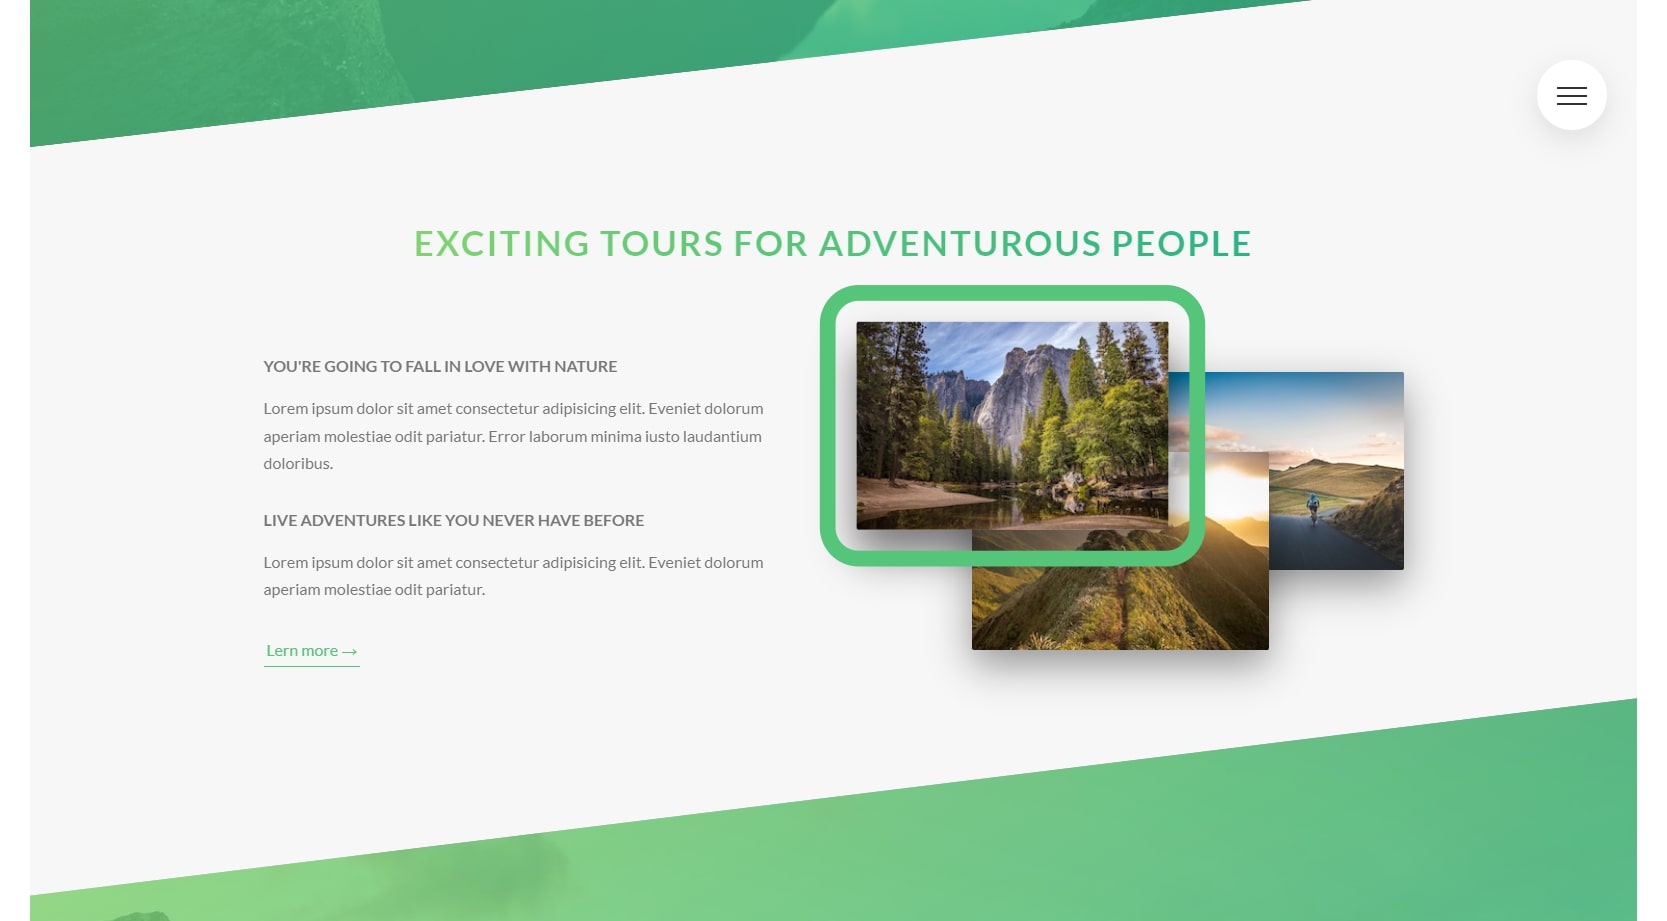 EXCITING TOURS FOR ADVENTUROUS PEOPLE
YOU'RE GOING TO FALL IN LOVE WITH NATURE
Lorem ipsum dolor sit amet consectetur adipisicing elit. Eveniet dolorum
aperiam molestiae odit pariatur. Error laborum minima iusto laudantium
doloribus.
LIVE ADVENTURES LIKE YOU NEVER HAVE BEFORE
Lorem ipsum dolor sit amet consectetur adipisicing elit. Eveniet dolorum
aperiam molestiae odit pariatur.
Lern more →